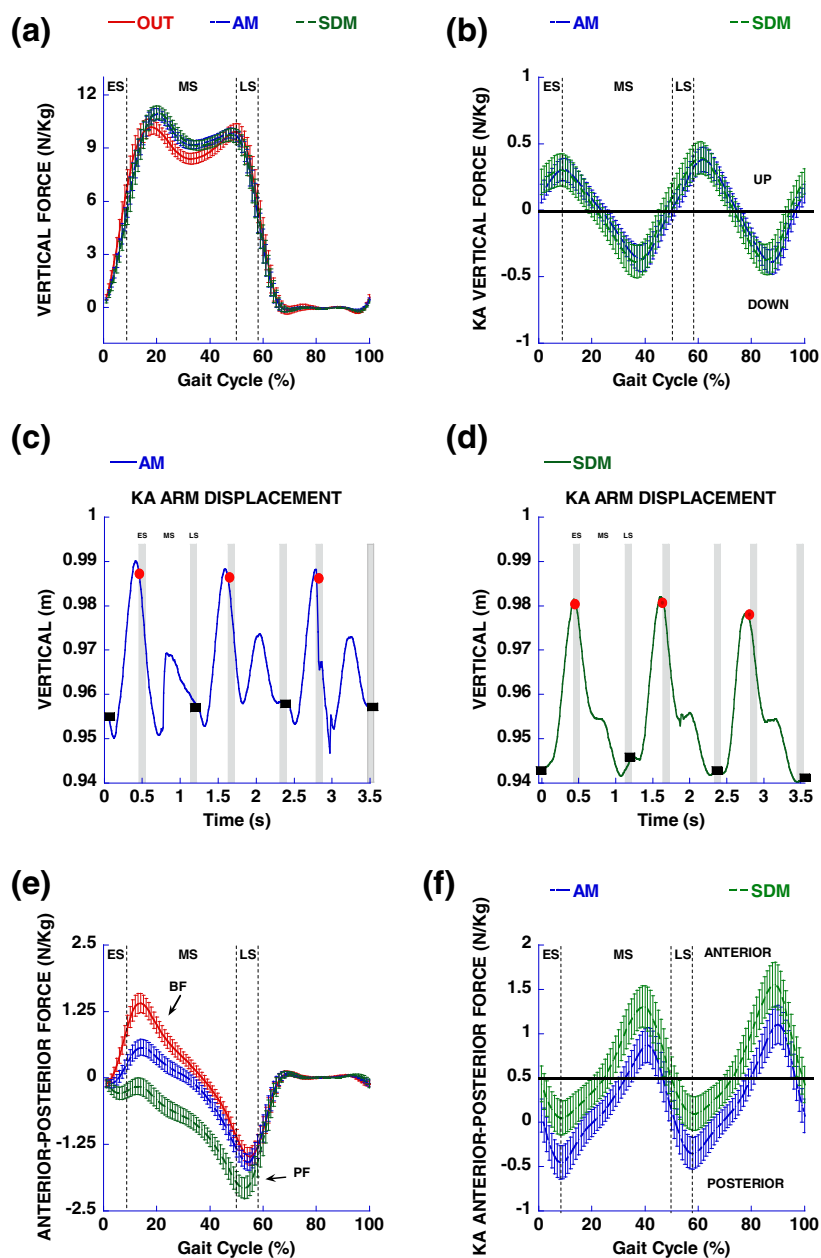 (a)
OUT AM SDM
ES MS LS
VERTICAL FORCE (N/Kg)
12
9
6
3
0
0 20 40 60 80 100
Gait Cycle (%)
(b)
AM SDM
ES MS LS
KA VERTICAL FORCE (N/Kg)
1
0.5
0
-0.5
-1
UP
DOWN
0 20 40 60 80 100
Gait Cycle (%)
(c)
AM
KA ARM DISPLACEMENT
ES MS LS
VERTICAL (m)
1
0.99
0.98
0.97
0.96
0.95
0.94
0 0.5 1 1.5 2 2.5 3 3.5
Time (s)
(d)
SDM
KA ARM DISPLACEMENT
ES MS LS
VERTICAL (m)
1
0.99
0.98
0.97
0.96
0.95
0.94
0 0.5 1 1.5 2 2.5 3 3.5
Time (s)
(e)
ES MS LS
ANTERIOR-POSTERIOR FORCE (N/Kg)
2.5
1.25
0
-1.25
-2.5
BF
PF
0 20 40 60 80 100
Gait Cycle (%)
(f)
AM SDM
ES MS LS ANTERIOR
KA ANTERIOR-POSTERIOR FORCE (N/Kg)
2
1.5
1
0.5
0
-0.5
-1
POSTERIOR
0 20 40 60 80 100
Gait Cycle (%)